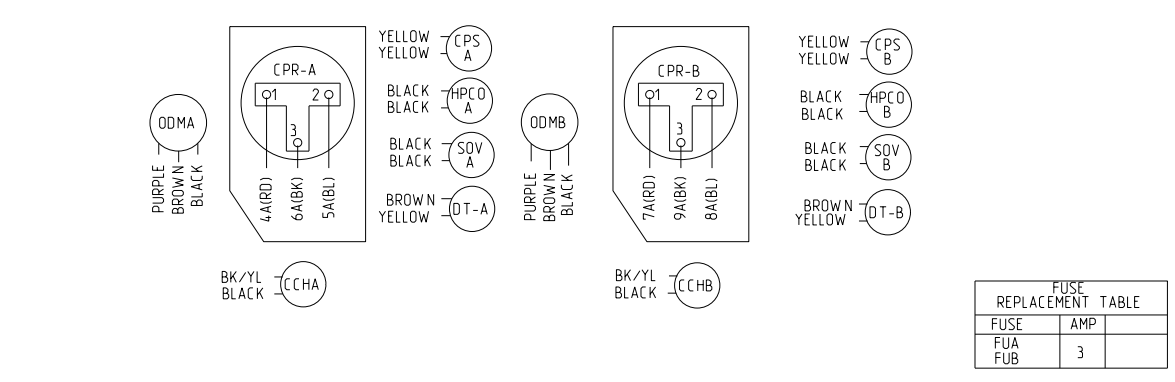 ODMA
PURPLE
BROWN
BLACK
CPR-A
1
2
3
4A(RD)
6A(BK)
5A(BL)
YELLOW
YELLOW
CPS
A
BLACK
BLACK
HPCO
A
BLACK
BLACK
SOV
A
BROWN
YELLOW
DT-A
BK/YL
BLACK
CCHA
ODMB
PURPLE
BROWN
BLACK
CPR-B
1
2
3
7A(RD)
9A(BK)
8A(BL)
YELLOW
YELLOW
CPS
B
BLACK
BLACK
HPCO
B
BLACK
BLACK
SOV
B
BROWN
YELLOW
DT-B
BK/YL
BLACK
CCHB
FUSE
REPLACEMENT TABLE
FUSE AMP
FUA
FUB
3